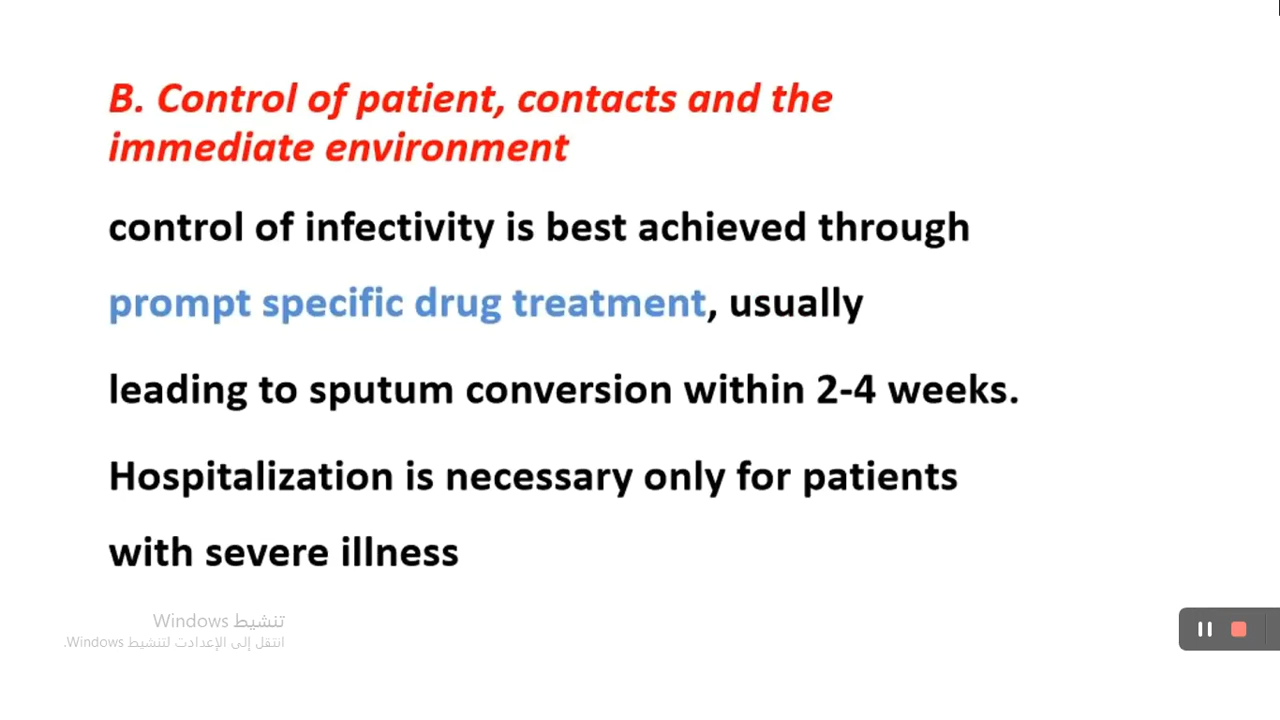 B. Control of patient, contacts and the
immediate environment
control of infectivity is best achieved through
prompt specific drug treatment, usually
leading to sputum conversion within 2-4 weeks.
Hospitalization is necessary only for patients
with severe illness
تنشيط Windows
انتقل إلى الإعدادت لتنشيط Windows.